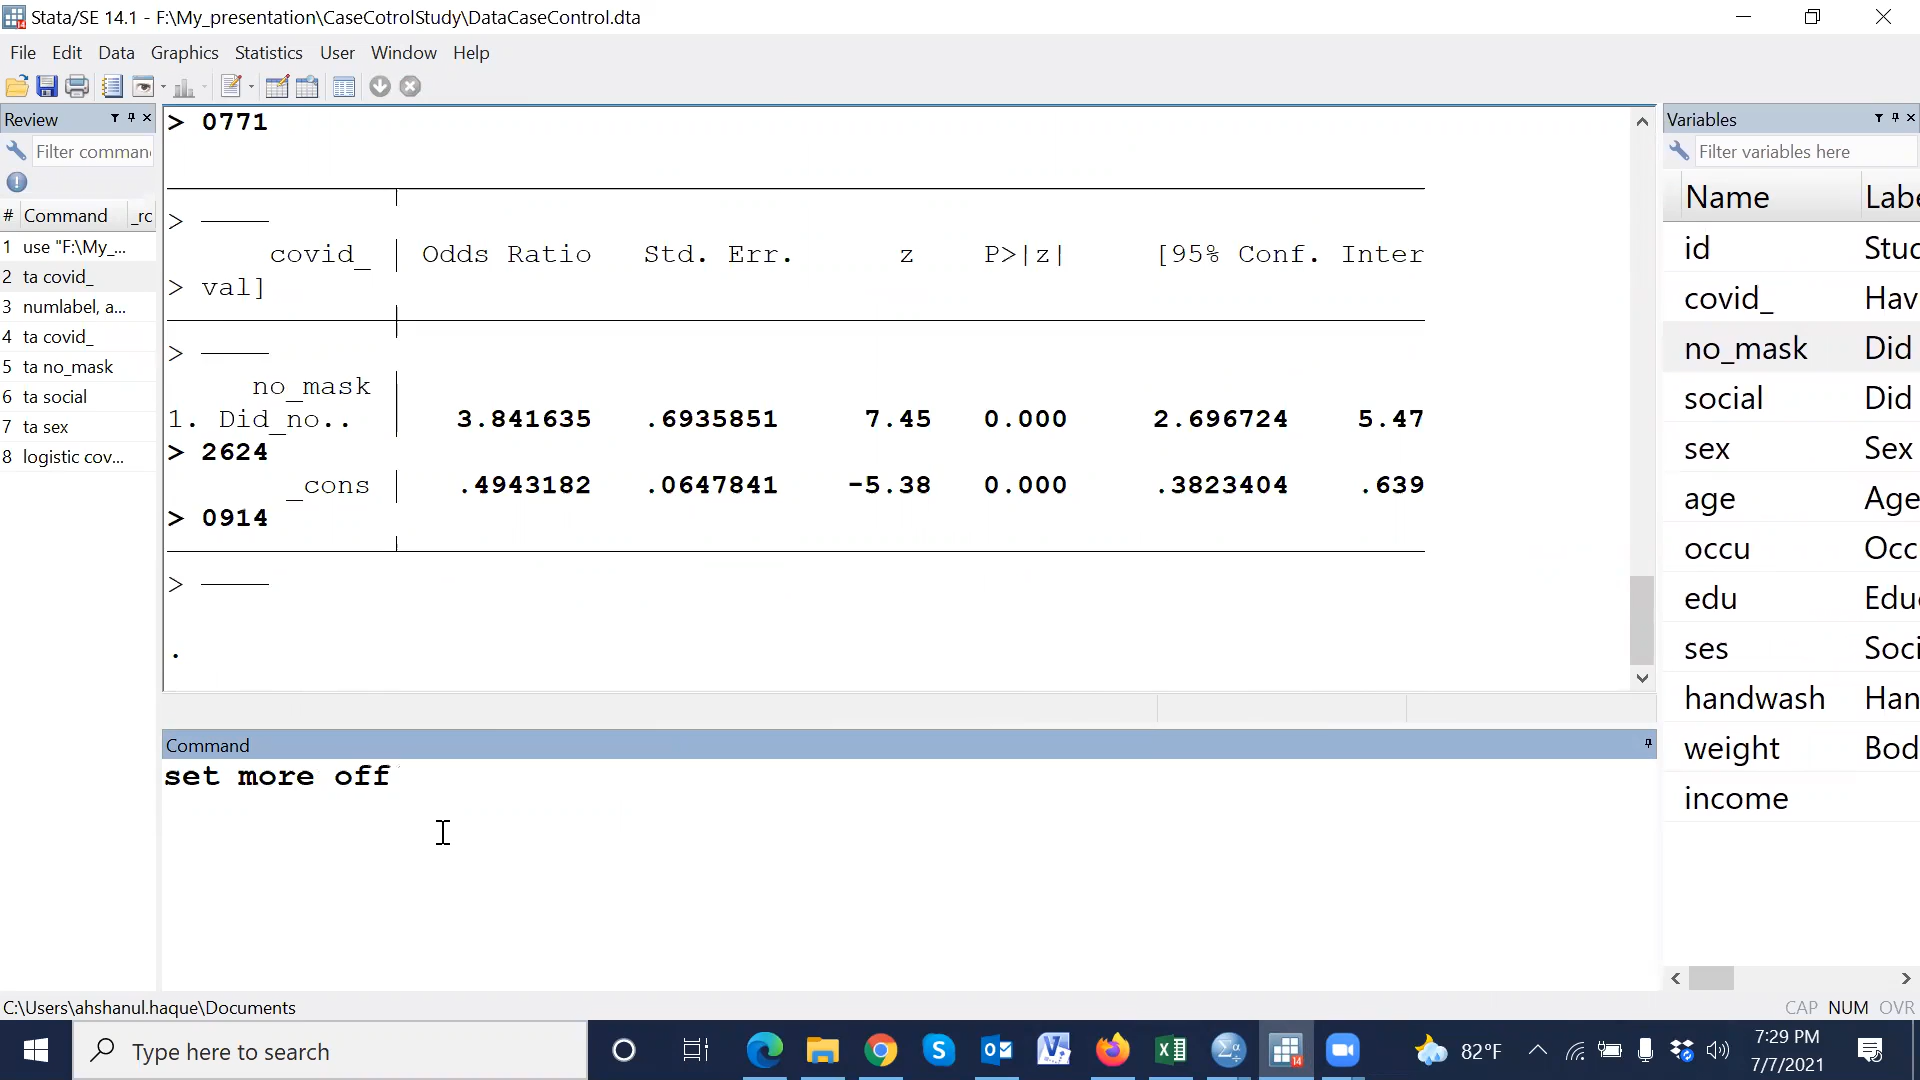 Stata/SE 14.1 - F:\My_presentation\CaseCotrolStudy\DataCaseControl.dta
File Edit Data Graphics Statistics User Window Help
Review
Filter comman
# Command _rc
1 use "F:\My_...
2 ta covid_
3 numlabel, a...
4 ta covid_
5 ta no_mask
6 ta social
7 ta sex
8 logistic cov...
> 0771
> ————
covid_ Odds Ratio Std. Err. z P>|z| [95% Conf. Inter
> val]
> ————
no_mask
1. Did_no.. 3.841635 .6935851 7.45 0.000 2.696724 5.47
> 2624
_cons .4943182 .0647841 -5.38 0.000 .3823404 .639
> 0914
> ————
.
Command
set more off
Variables
Filter variables here
Name Labe
id Stud
covid_ Hav
no_mask Did
social Did
sex Sex
age Age
occu Occ
edu Edu
ses Soci
handwash Han
weight Bod
income
C:\Users\ahshanul.haque\Documents
CAP NUM OVR
Type here to search
82°F
7:29 PM
7/7/2021